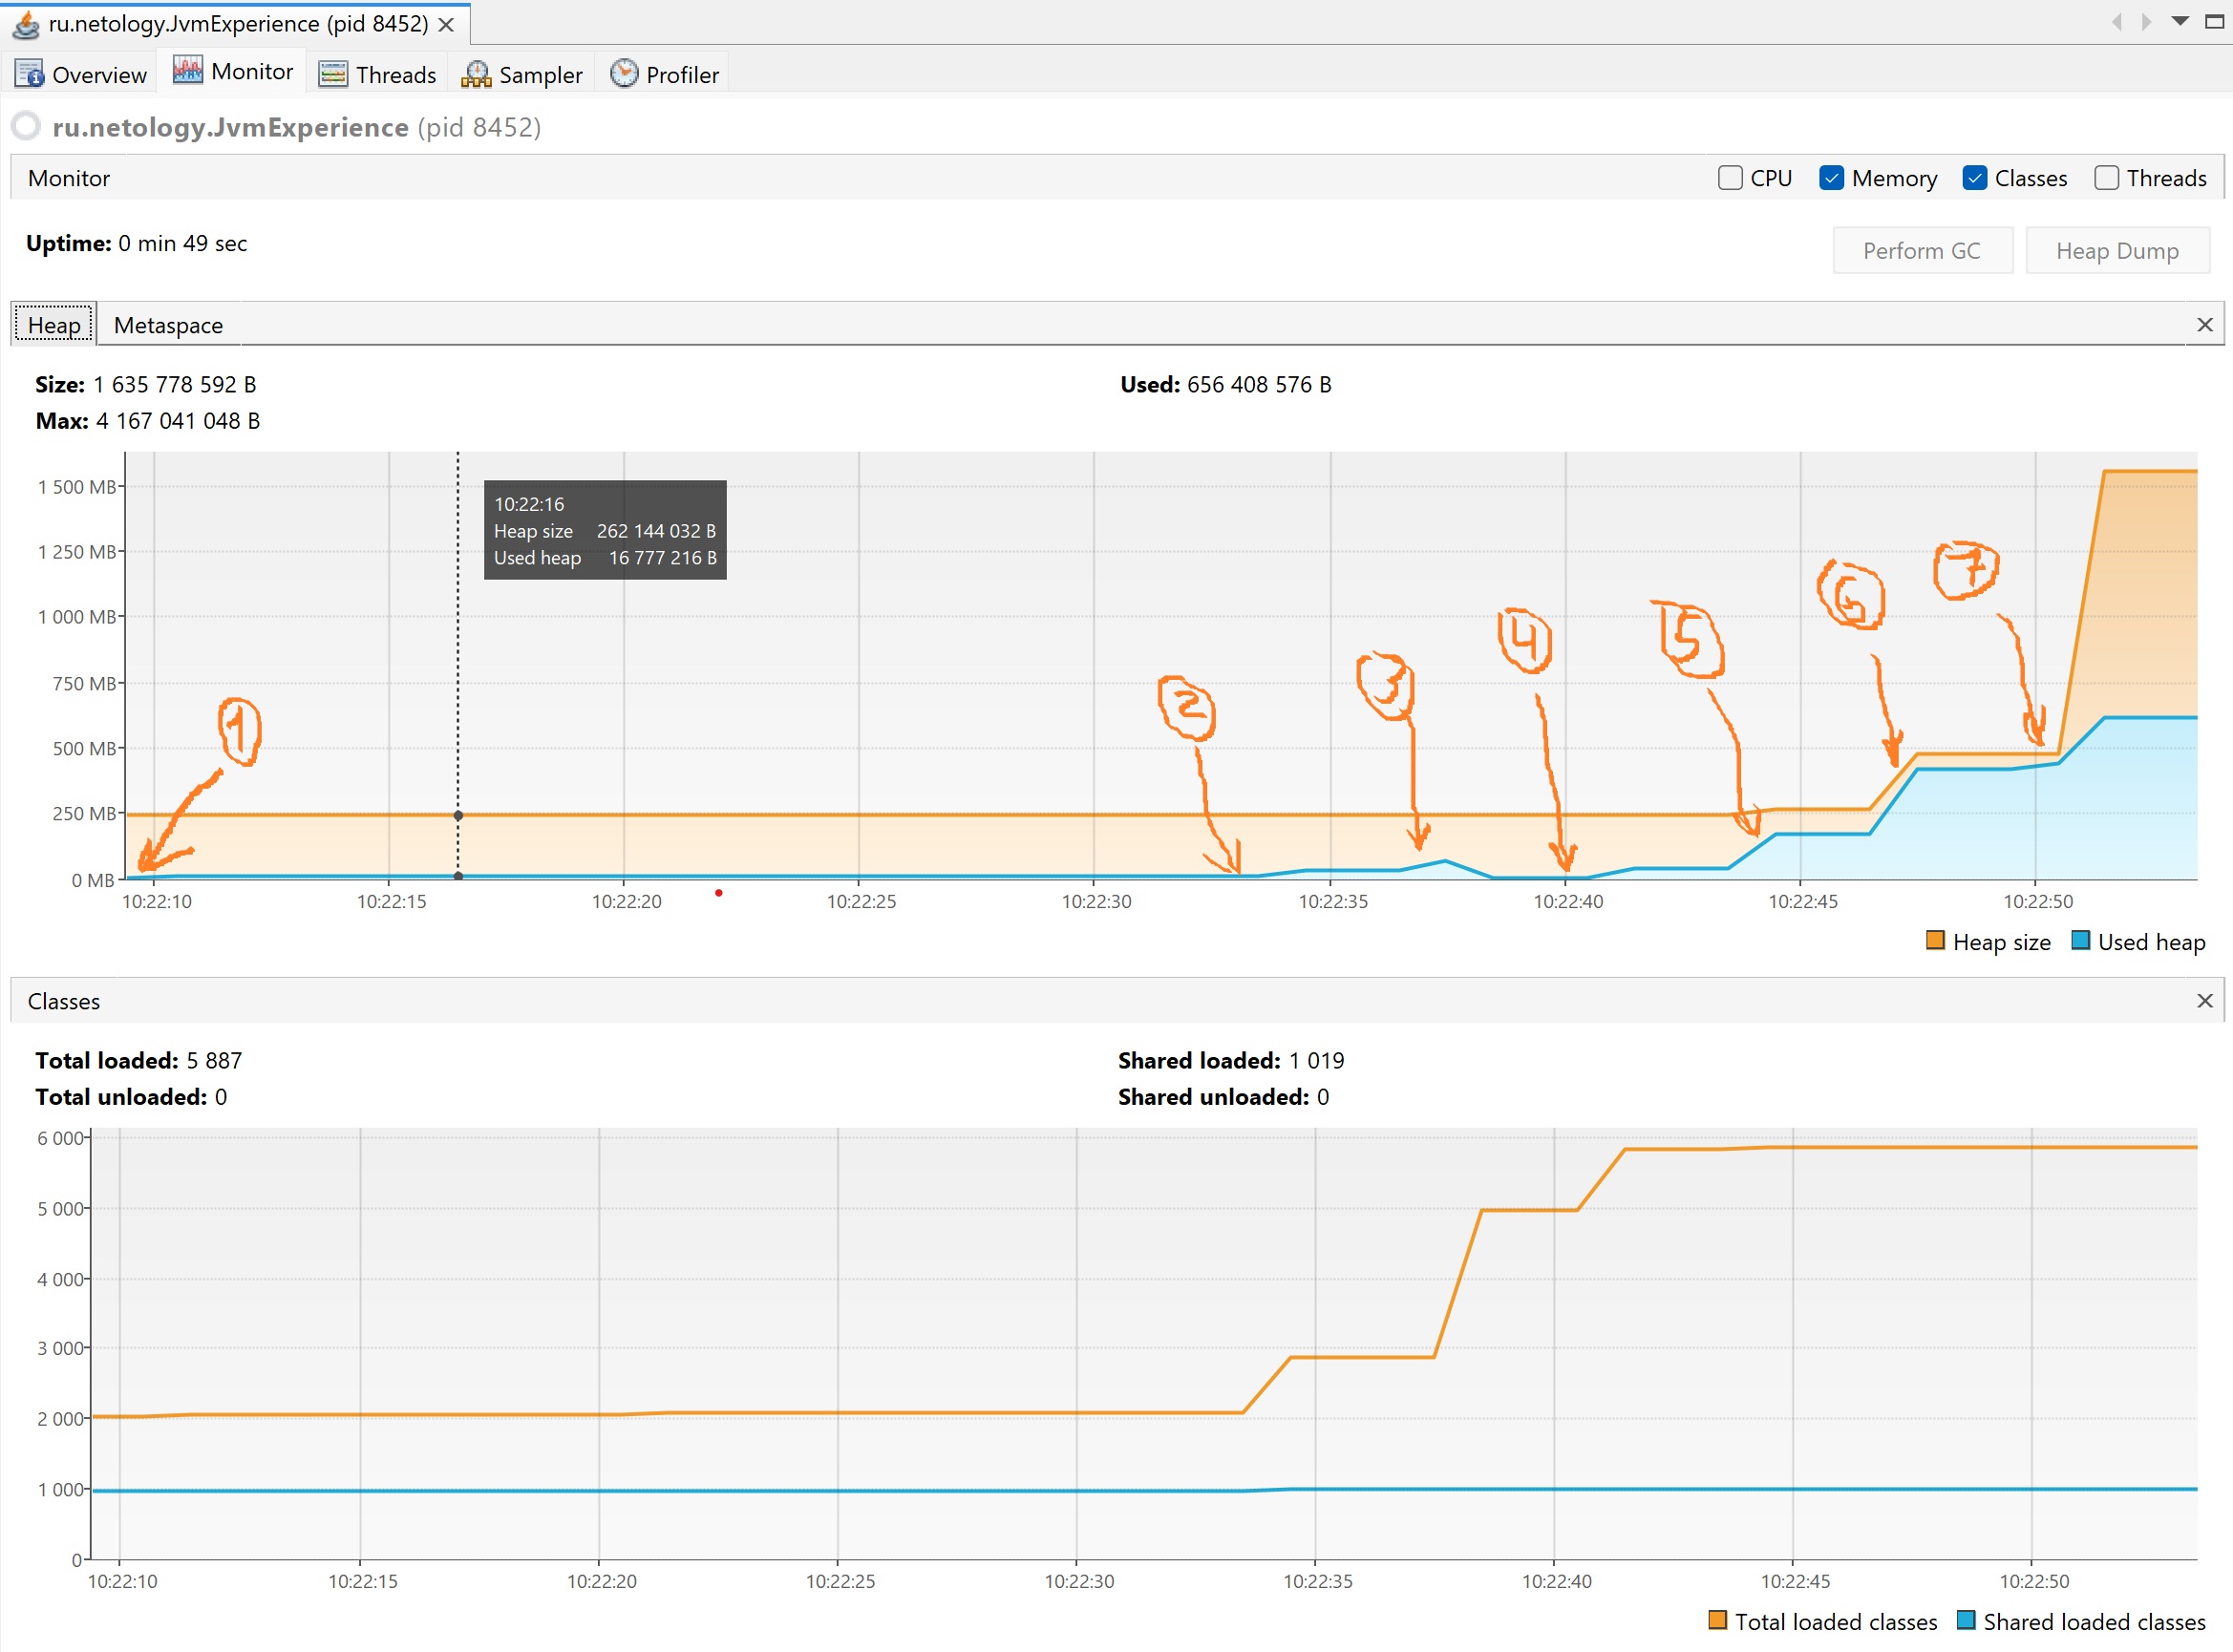 ru.netology.JvmExperience (pid 8452)
Overview Monitor Threads Sampler Profiler
ru.netology.JvmExperience (pid 8452)
Monitor CPU Memory Classes Threads
Uptime: 0 min 49 sec Perform GC Heap Dump
Heap Metaspace
Size: 1 635 778 592 B Used: 656 408 576 B
Max: 4 167 041 048 B
1 500 MB
1 250 MB
1 000 MB
750 MB
500 MB
250 MB
0 MB
10:22:16
Heap size 262 144 032 B
Used heap 16 777 216 B
1
2
3
4
5
6
7
10:22:10 10:22:15 10:22:20 10:22:25 10:22:30 10:22:35 10:22:40 10:22:45 10:22:50
Heap size Used heap
Classes
Total loaded: 5 887 Shared loaded: 1 019
Total unloaded: 0 Shared unloaded: 0
6 000
5 000
4 000
3 000
2 000
1 000
0
10:22:10 10:22:15 10:22:20 10:22:25 10:22:30 10:22:35 10:22:40 10:22:45 10:22:50
Total loaded classes Shared loaded classes